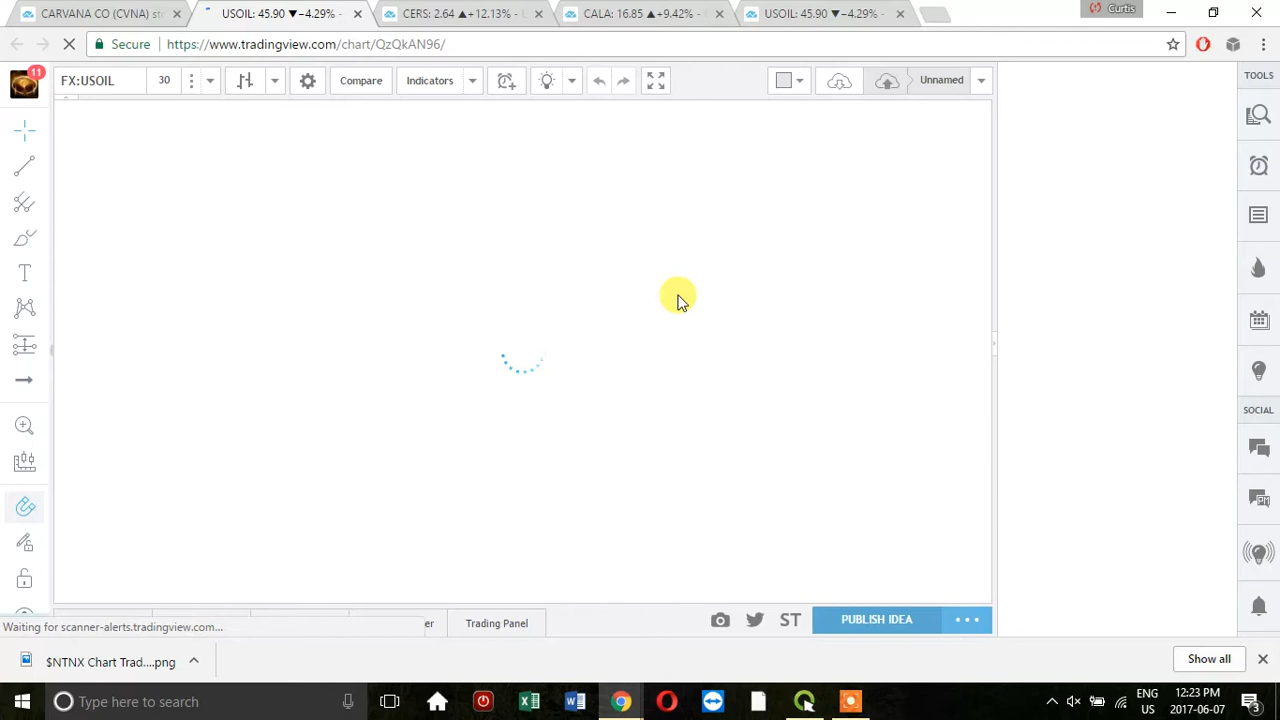 CARVANA CO (CVNA) st
USOIL: 45.90 ▼−4.29% -
CERS: 2.64 ▲+12.13% -
CALA: 16.85 ▲+9.42% -
USOIL: 45.90 ▼−4.29% -
Curtis
Secure
https://www.tradingview.com/chart/QzQkAN96/
11
FX:USOIL
30
Compare
Indicators
Unnamed
TOOLS
T
SOCIAL
er
Trading Panel
ST
PUBLISH IDEA
Waiting for scanner-alerts.tradingview.com...
$NTNX Chart Trad....png
Show all
Type here to search
ENG
US
12:23 PM
2017-06-07
3